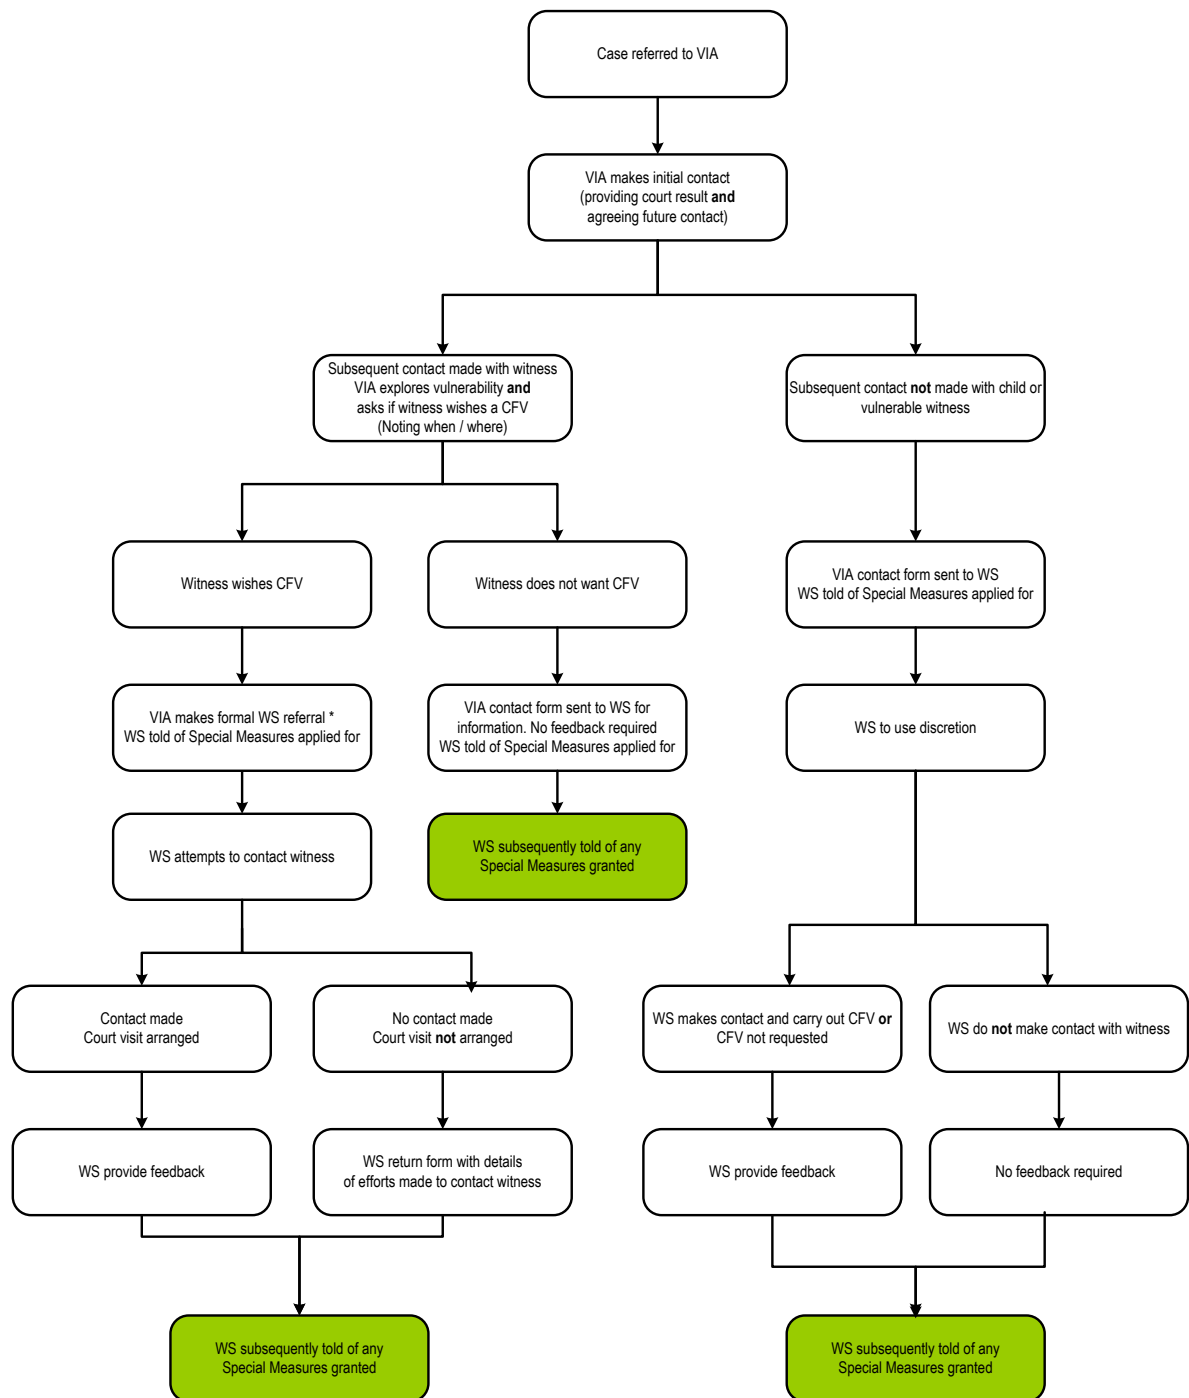 Case referred to VIA
VIA makes initial contact
(providing court result and
agreeing future contact)
Subsequent contact made with witness
VIA explores vulnerability and
asks if witness wishes a CFV
(Noting when / where)
Subsequent contact not made with child or
vulnerable witness
Witness wishes CFV
Witness does not want CFV
VIA contact form sent to WS
WS told of Special Measures applied for
VIA makes formal WS referral *
WS told of Special Measures applied for
VIA contact form sent to WS for
information. No feedback required
WS told of Special Measures applied for
WS to use discretion
WS attempts to contact witness
WS subsequently told of any
Special Measures granted
Contact made
Court visit arranged
No contact made
Court visit not arranged
WS makes contact and carry out CFV or
CFV not requested
WS do not make contact with witness
WS provide feedback
WS return form with details
of efforts made to contact witness
WS provide feedback
No feedback required
WS subsequently told of any
Special Measures granted
WS subsequently told of any
Special Measures granted